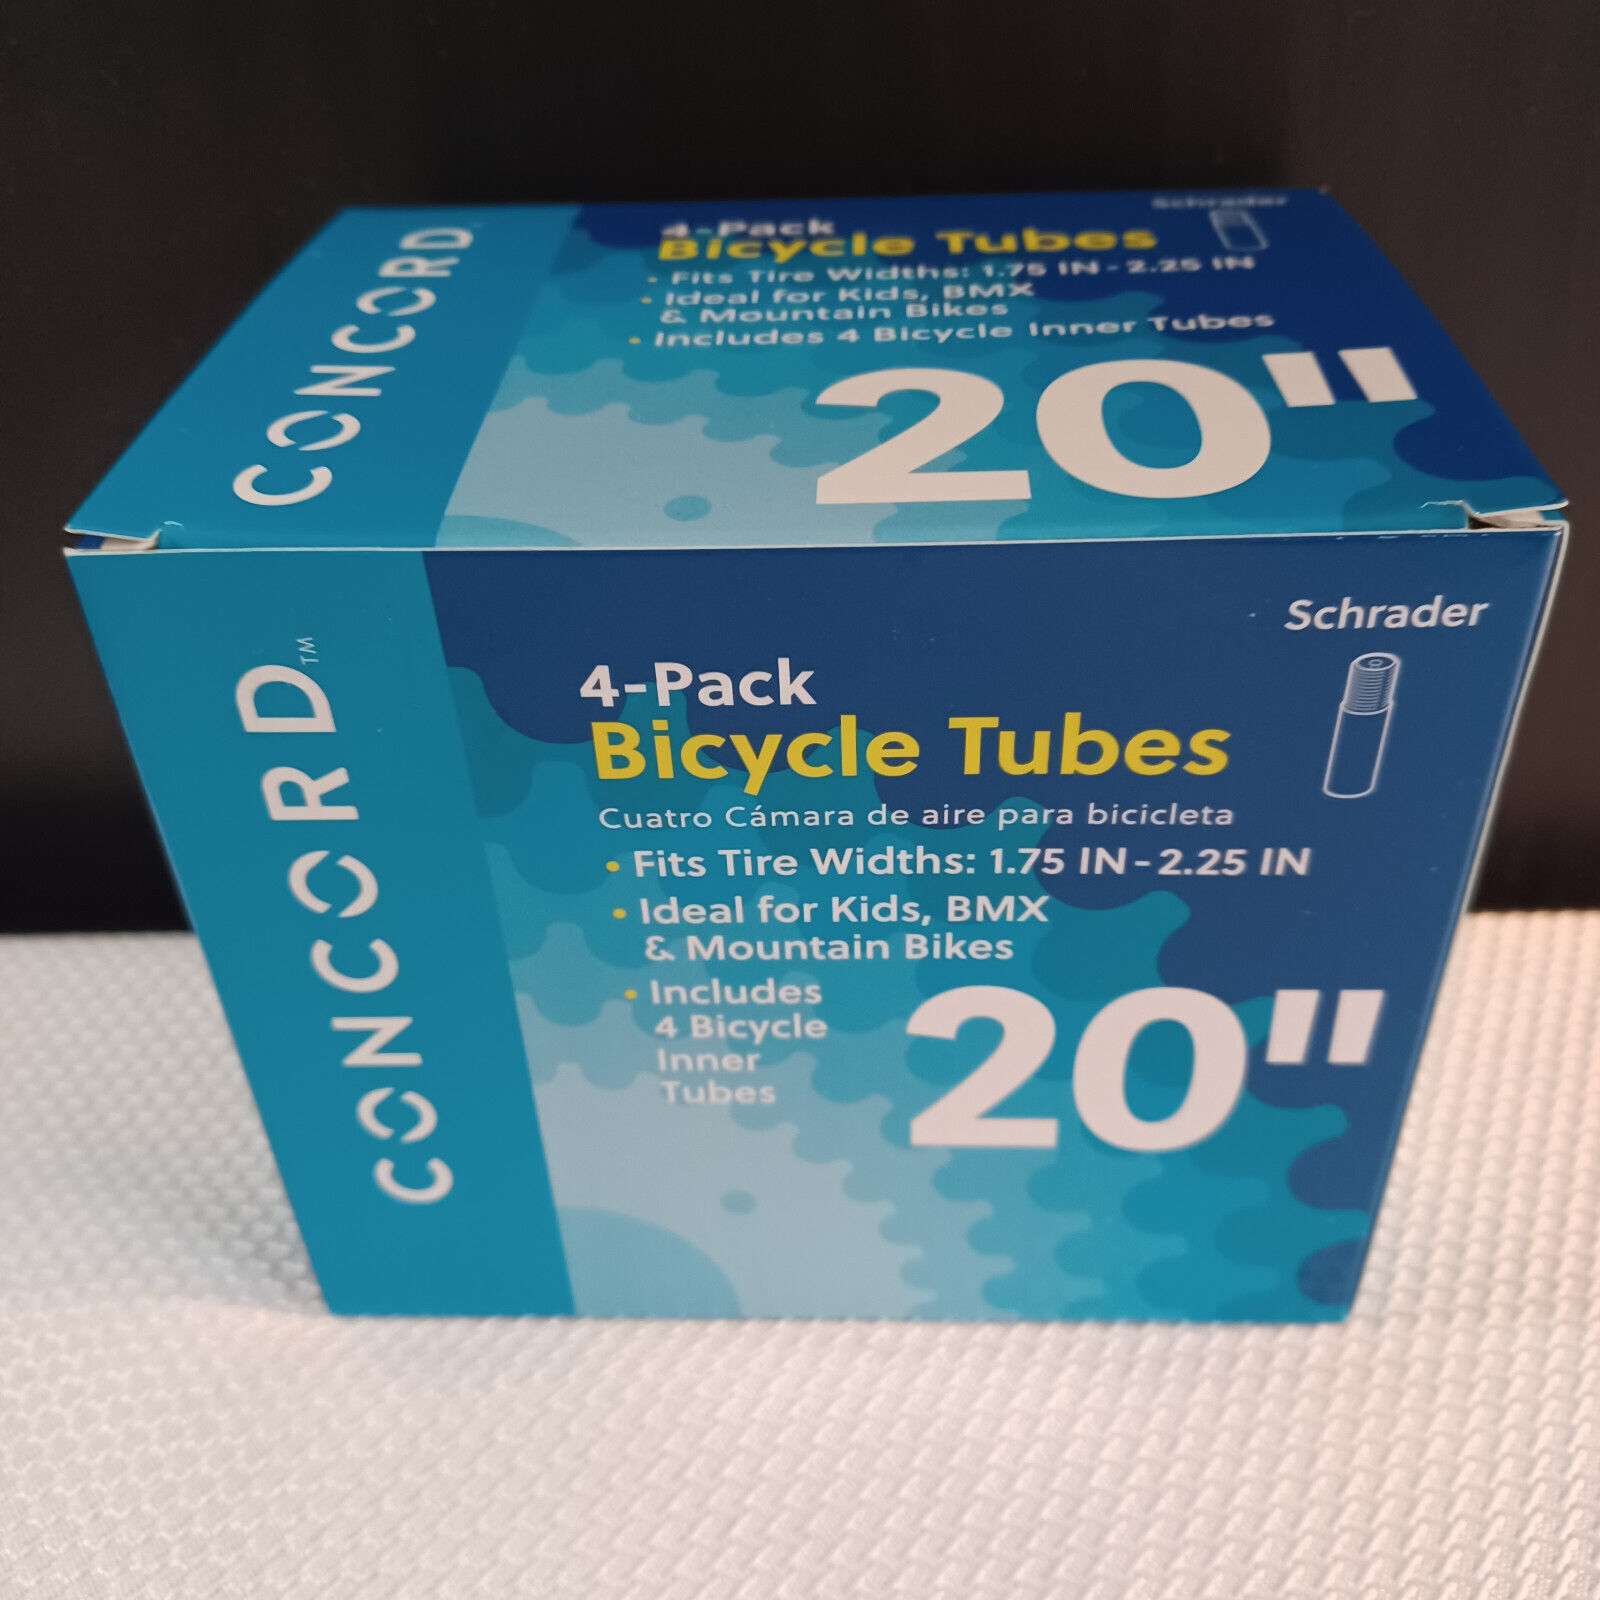 CONCORD
4-Pack
Bicycle Tubes
• Fits Tire Widths: 1.75 IN - 2.25 IN
• Ideal for Kids, BMX
& Mountain Bikes
• Includes 4 Bicycle Inner Tubes
Schrader
20"
CONCORD™
Schrader
4-Pack
Bicycle Tubes
Cuatro Cámara de aire para bicicleta
• Fits Tire Widths: 1.75 IN - 2.25 IN
• Ideal for Kids, BMX
& Mountain Bikes
• Includes
4 Bicycle
Inner
Tubes
20"